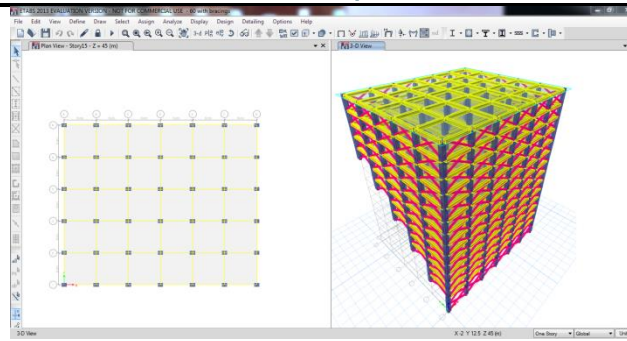 ETABS 2013 EVALUATION VERSION - NOT FOR COMMERCIAL USE - 60 with bracings
File Edit View Define Draw Select Assign Analyze Display Design Detailing Options Help
Plan View - Story15 - Z = 45 (m)
3-D View
3-D View
X -2 Y 12.5 Z 45 (m)
One Story
Global
Units